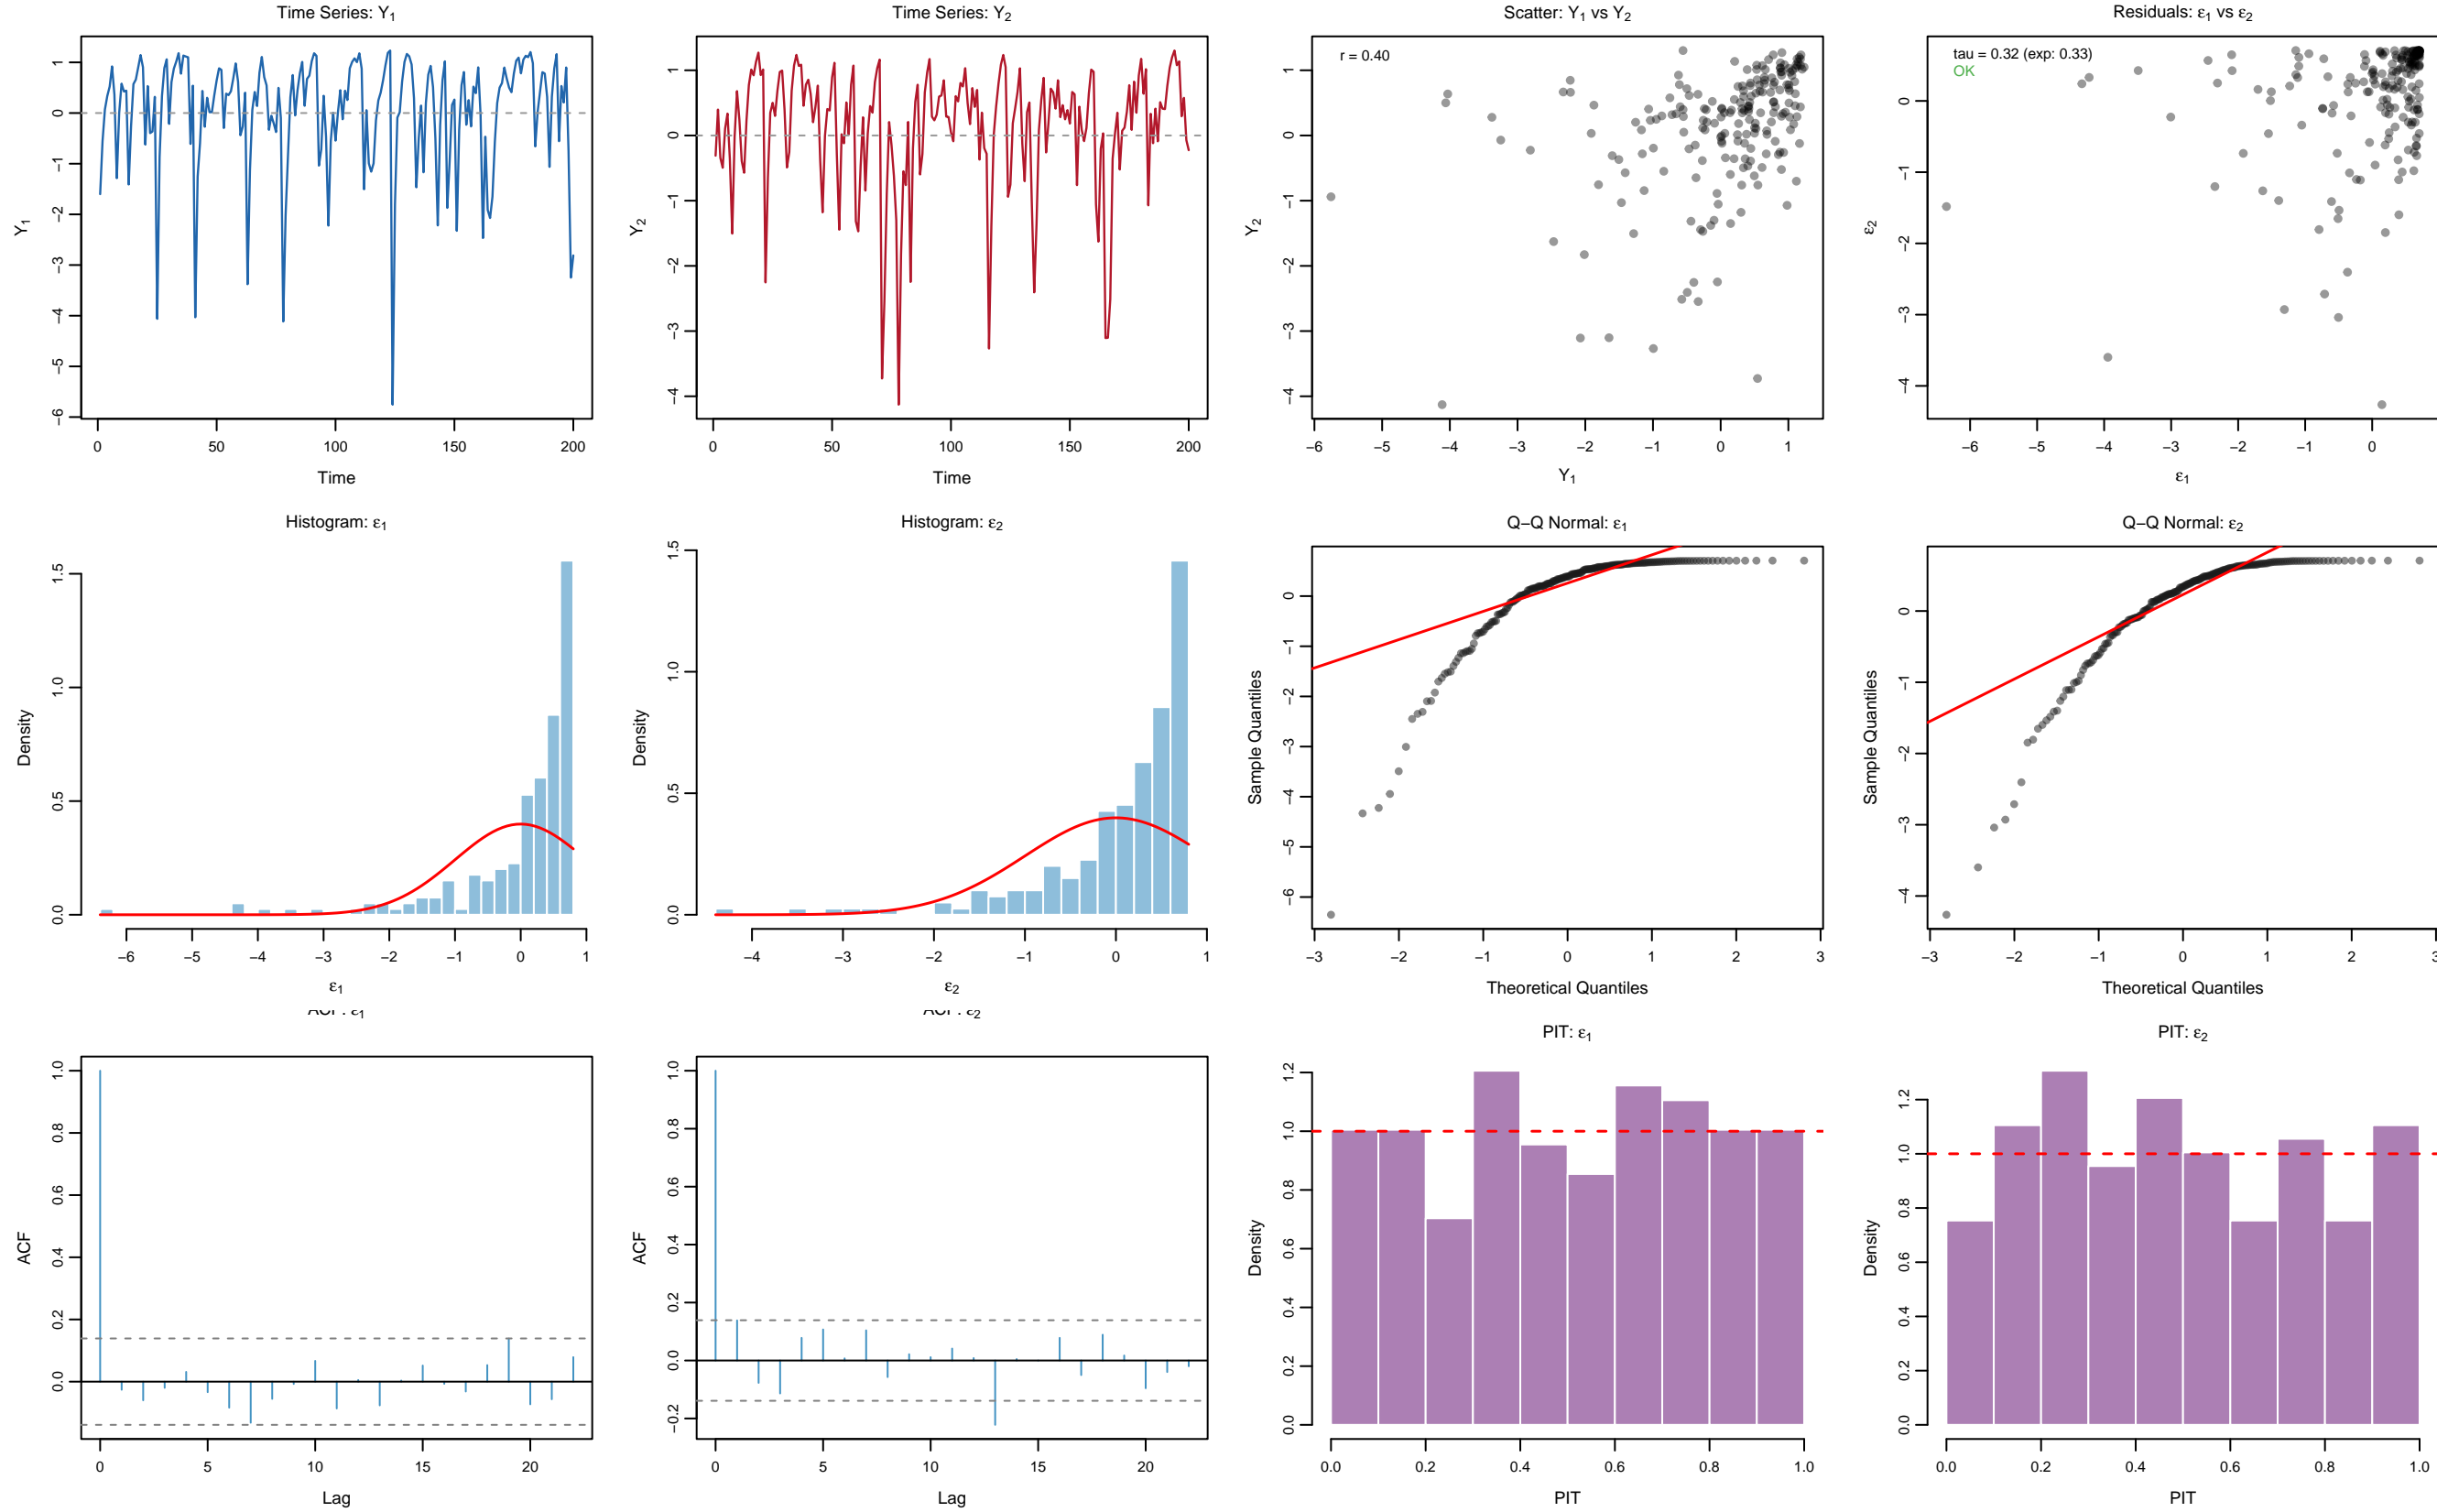 Time Series: Y1
1
0
−1
−2
−3
−4
−5
−6
Y1
0 50 100 150 200
Time
Time Series: Y2
1
0
−1
−2
−3
−4
Y2
0 50 100 150 200
Time
Scatter: Y1 vs Y2
r = 0.40
1
0
−1
−2
−3
−4
Y2
−6 −5 −4 −3 −2 −1 0 1
Y1
Residuals: ε1 vs ε2
tau = 0.32 (exp: 0.33)
OK
0
−1
−2
−3
−4
ε2
−6 −5 −4 −3 −2 −1 0
ε1
Histogram: ε1
1.5
1.0
0.5
0.0
Density
−6 −5 −4 −3 −2 −1 0 1
ε1
Histogram: ε2
1.5
1.0
0.5
0.0
Density
−4 −3 −2 −1 0 1
ε2
Q−Q Normal: ε1
0
−1
−2
−3
−4
−5
−6
Sample Quantiles
−3 −2 −1 0 1 2 3
Theoretical Quantiles
Q−Q Normal: ε2
0
−1
−2
−3
−4
Sample Quantiles
−3 −2 −1 0 1 2 3
Theoretical Quantiles
ACF: ε1
1.0
0.8
0.6
0.4
0.2
0.0
ACF
0 5 10 15 20
Lag
ACF: ε2
1.0
0.8
0.6
0.4
0.2
0.0
−0.2
ACF
0 5 10 15 20
Lag
PIT: ε1
1.2
1.0
0.8
0.6
0.4
0.2
0.0
Density
0.0 0.2 0.4 0.6 0.8 1.0
PIT
PIT: ε2
1.2
1.0
0.8
0.6
0.4
0.2
0.0
Density
0.0 0.2 0.4 0.6 0.8 1.0
PIT